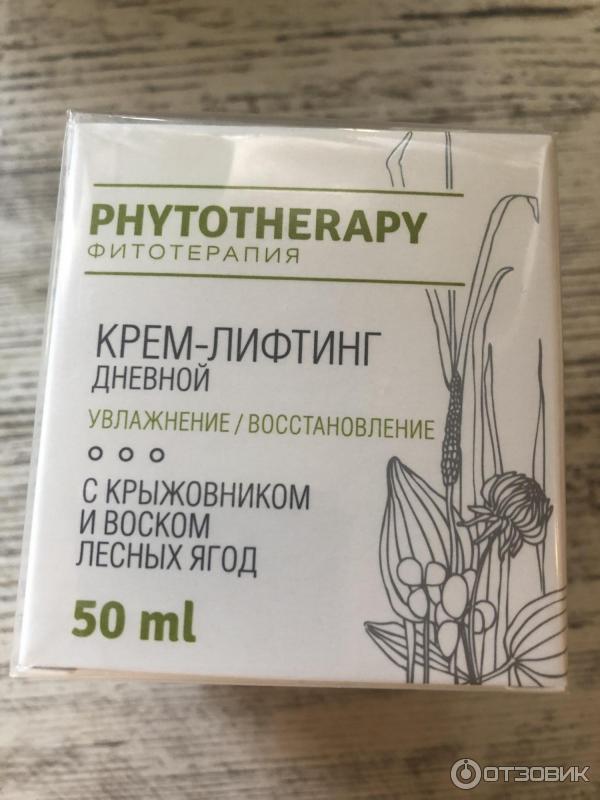 PHYTOTHERAPY
ФИТОТЕРАПИЯ
КРЕМ-ЛИФТИНГ
ДНЕВНОЙ
УВЛАЖНЕНИЕ / ВОССТАНОВЛЕНИЕ
С КРЫЖОВНИКОМ
И ВОСКОМ
ЛЕСНЫХ ЯГОД
50 ml
ОТЗОВИК